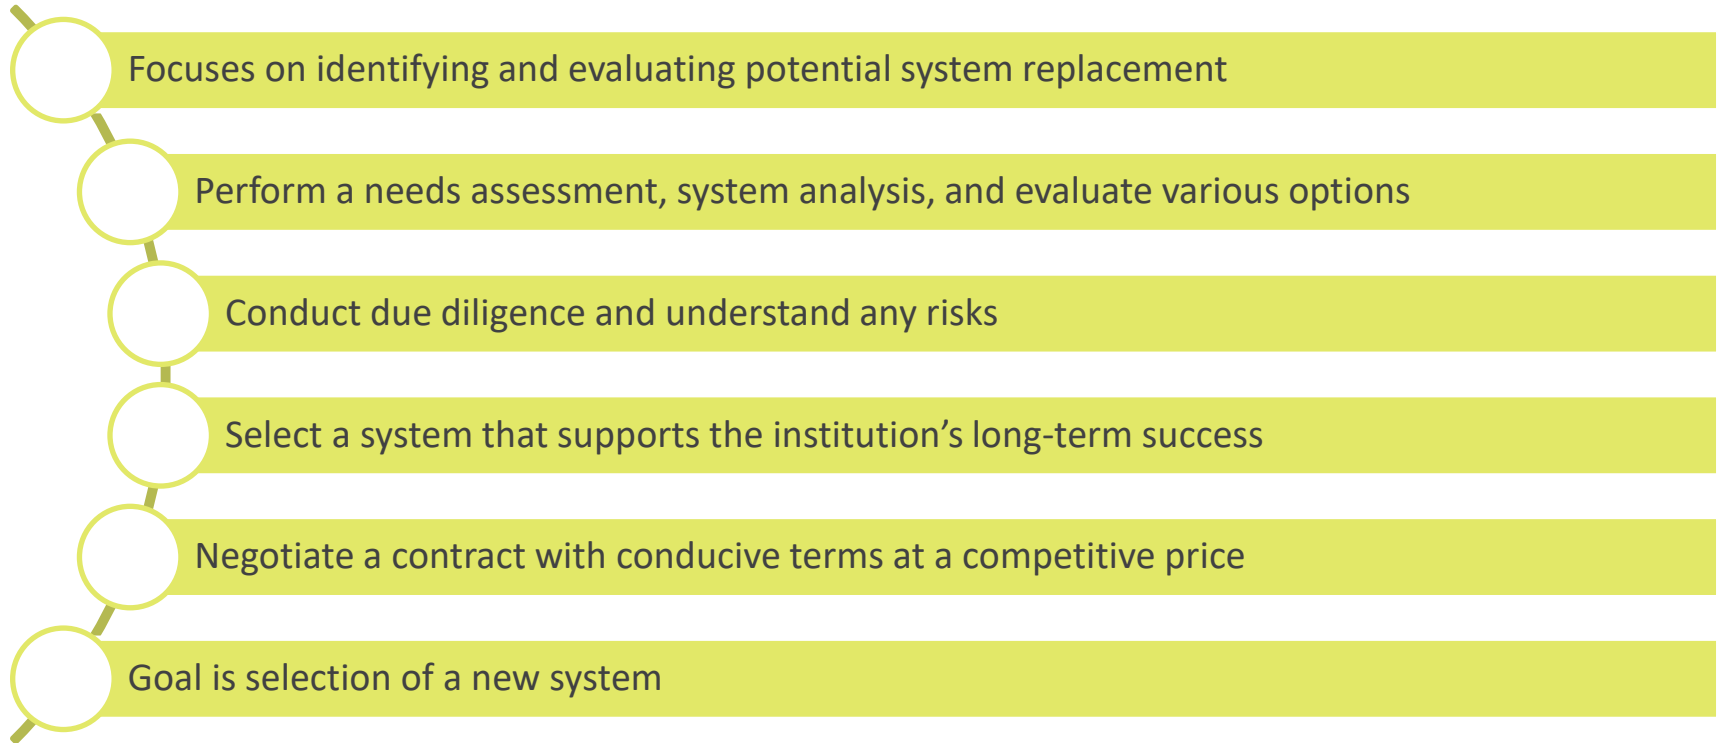 Focuses on identifying and evaluating potential system replacement
Perform a needs assessment, system analysis, and evaluate various options
Conduct due diligence and understand any risks
Select a system that supports the institution’s long-term success
Negotiate a contract with conducive terms at a competitive price
Goal is selection of a new system